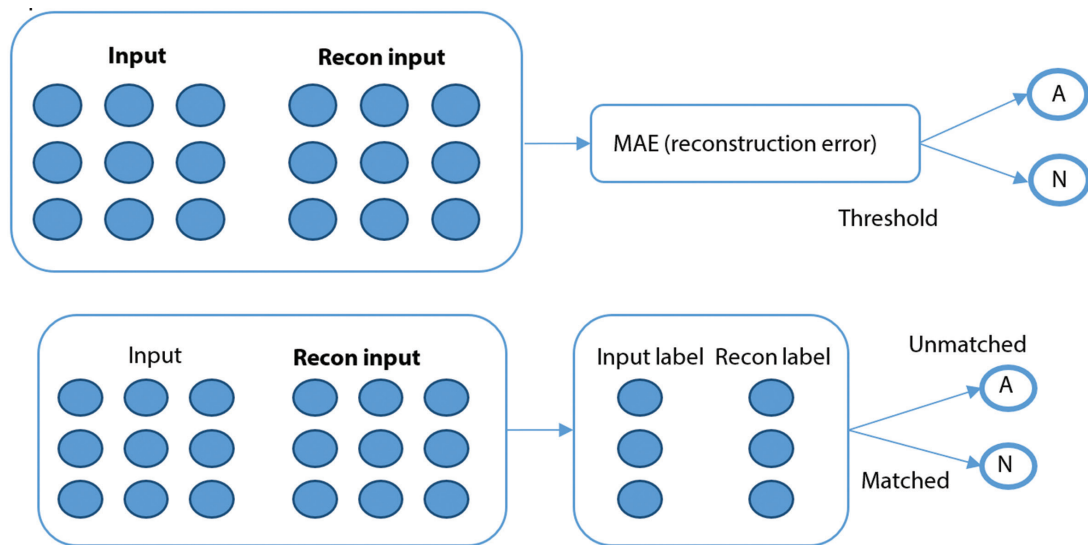 Input
Recon input
MAE (reconstruction error)
A
N
Threshold
Input
Recon input
Input label
Recon label
Unmatched
A
N
Matched